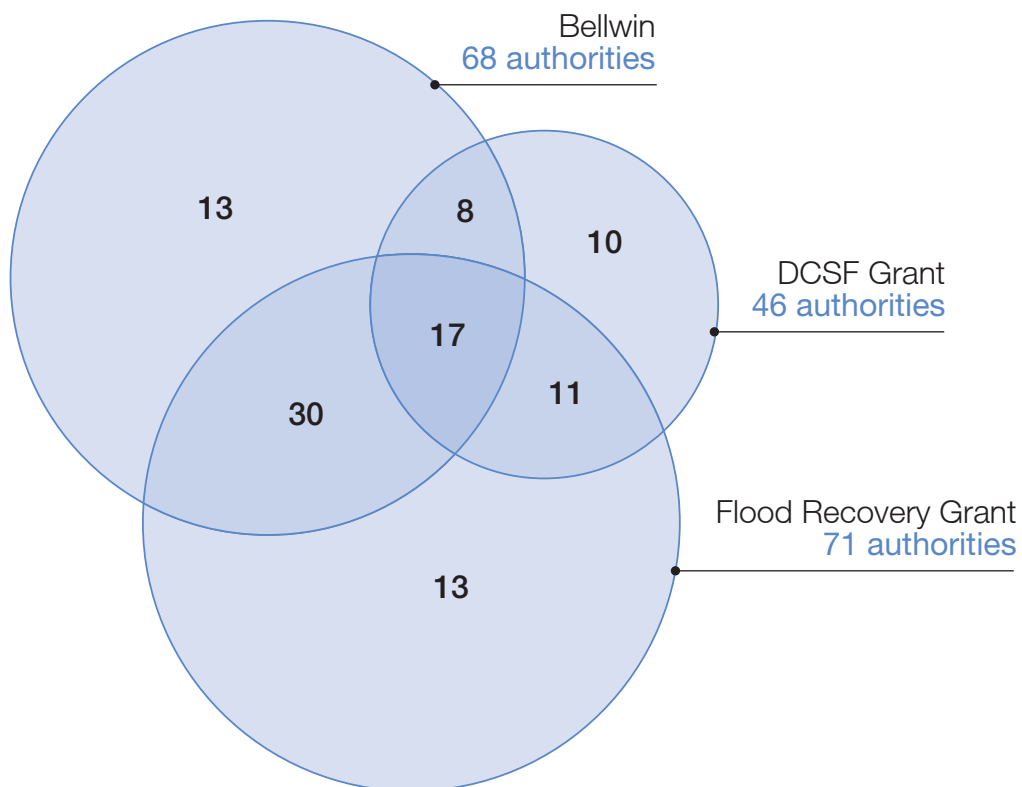 Bellwin
68 authorities
13
8
10
DCSF Grant
46 authorities
17
11
30
Flood Recovery Grant
71 authorities
13